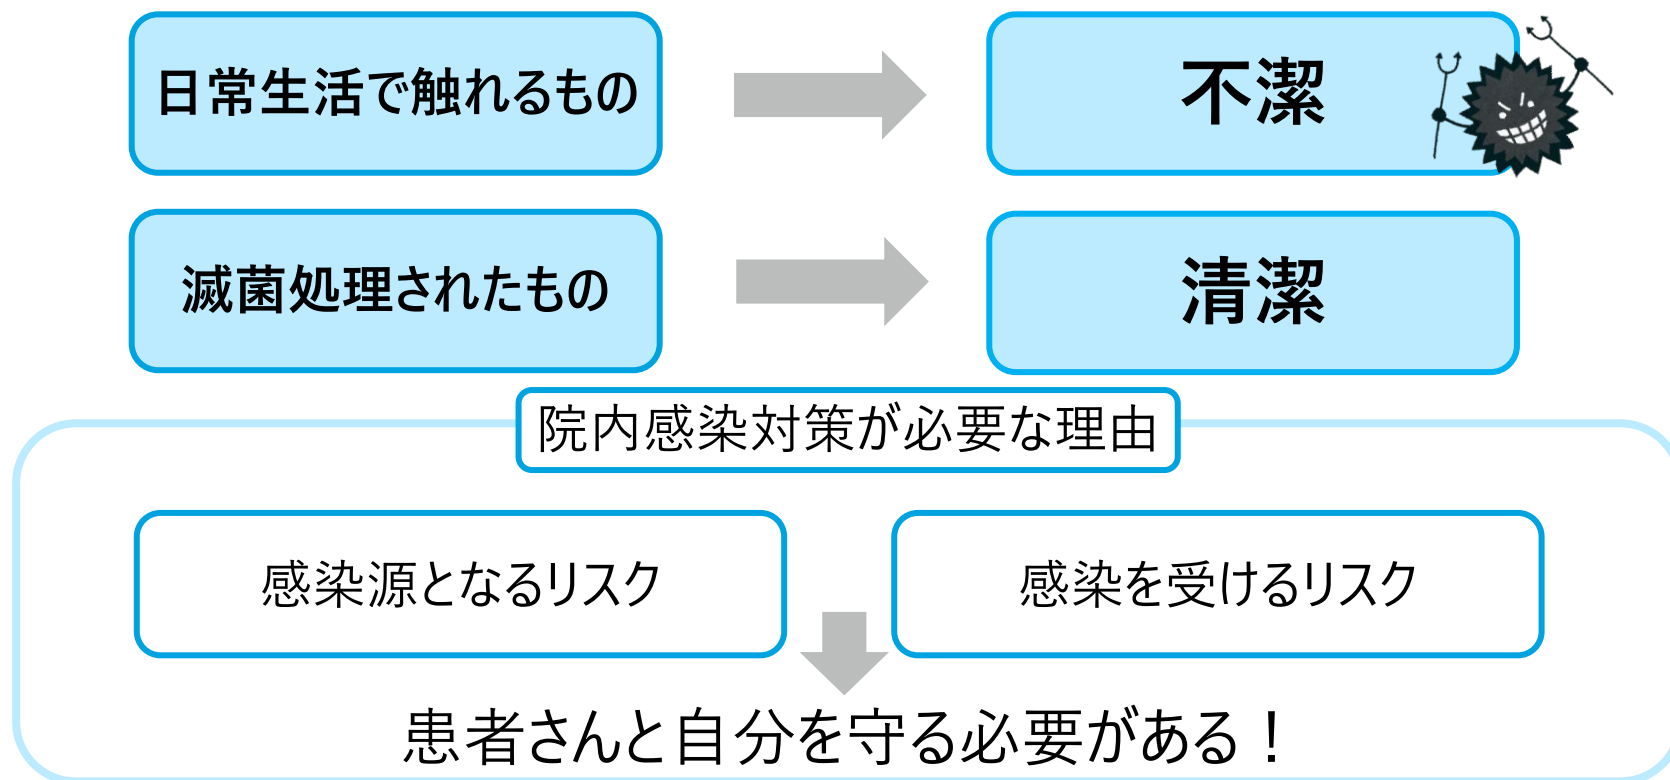 日常生活で触れるもの
不潔
滅菌処理されたもの
清潔
院内感染対策が必要な理由
感染源となるリスク
感染を受けるリスク
患者さんと自分を守る必要がある！